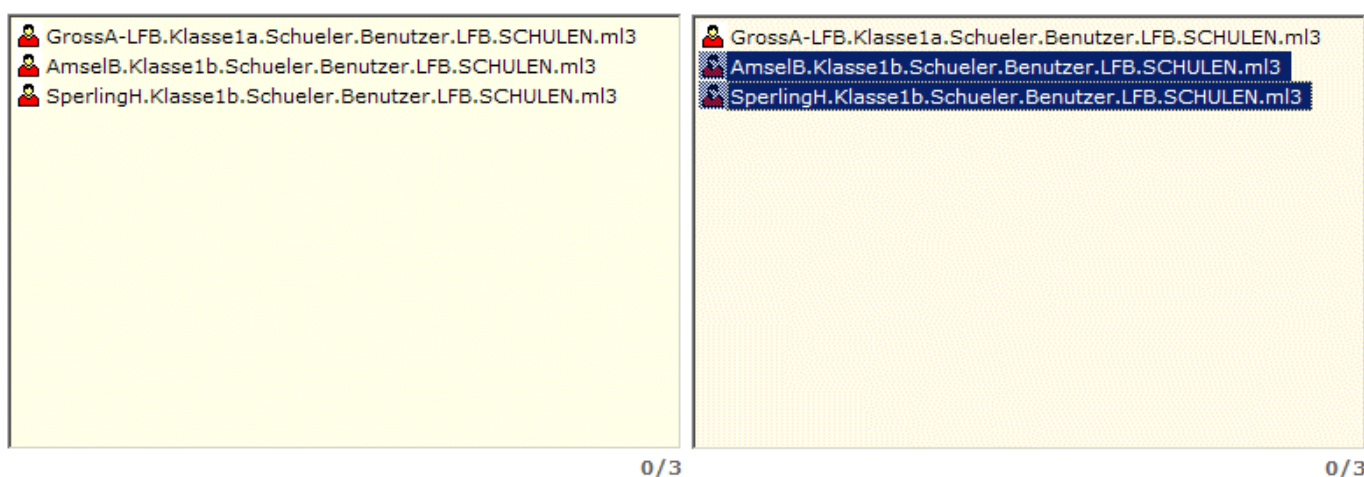 GrossA-LFB.Klasse1a.Schueler.Benutzer.LFB.SCHULEN.ml3
AmselB.Klasse1b.Schueler.Benutzer.LFB.SCHULEN.ml3
SperlingH.Klasse1b.Schueler.Benutzer.LFB.SCHULEN.ml3
0/3
GrossA-LFB.Klasse1a.Schueler.Benutzer.LFB.SCHULEN.ml3
AmselB.Klasse1b.Schueler.Benutzer.LFB.SCHULEN.ml3
SperlingH.Klasse1b.Schueler.Benutzer.LFB.SCHULEN.ml3
0/3